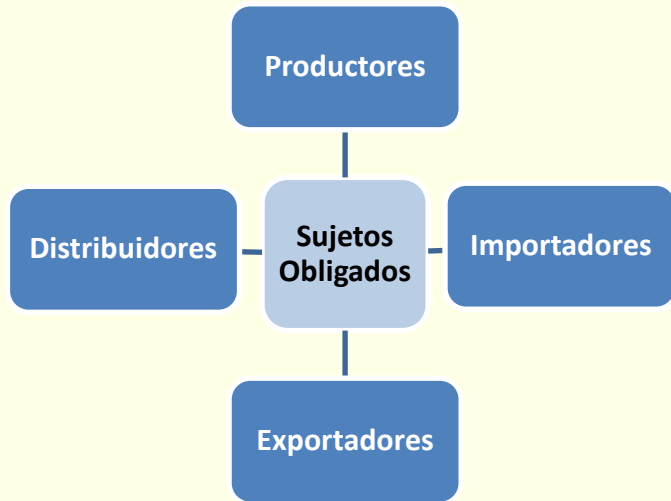 Productores
Distribuidores
Sujetos
Obligados
Importadores
Exportadores